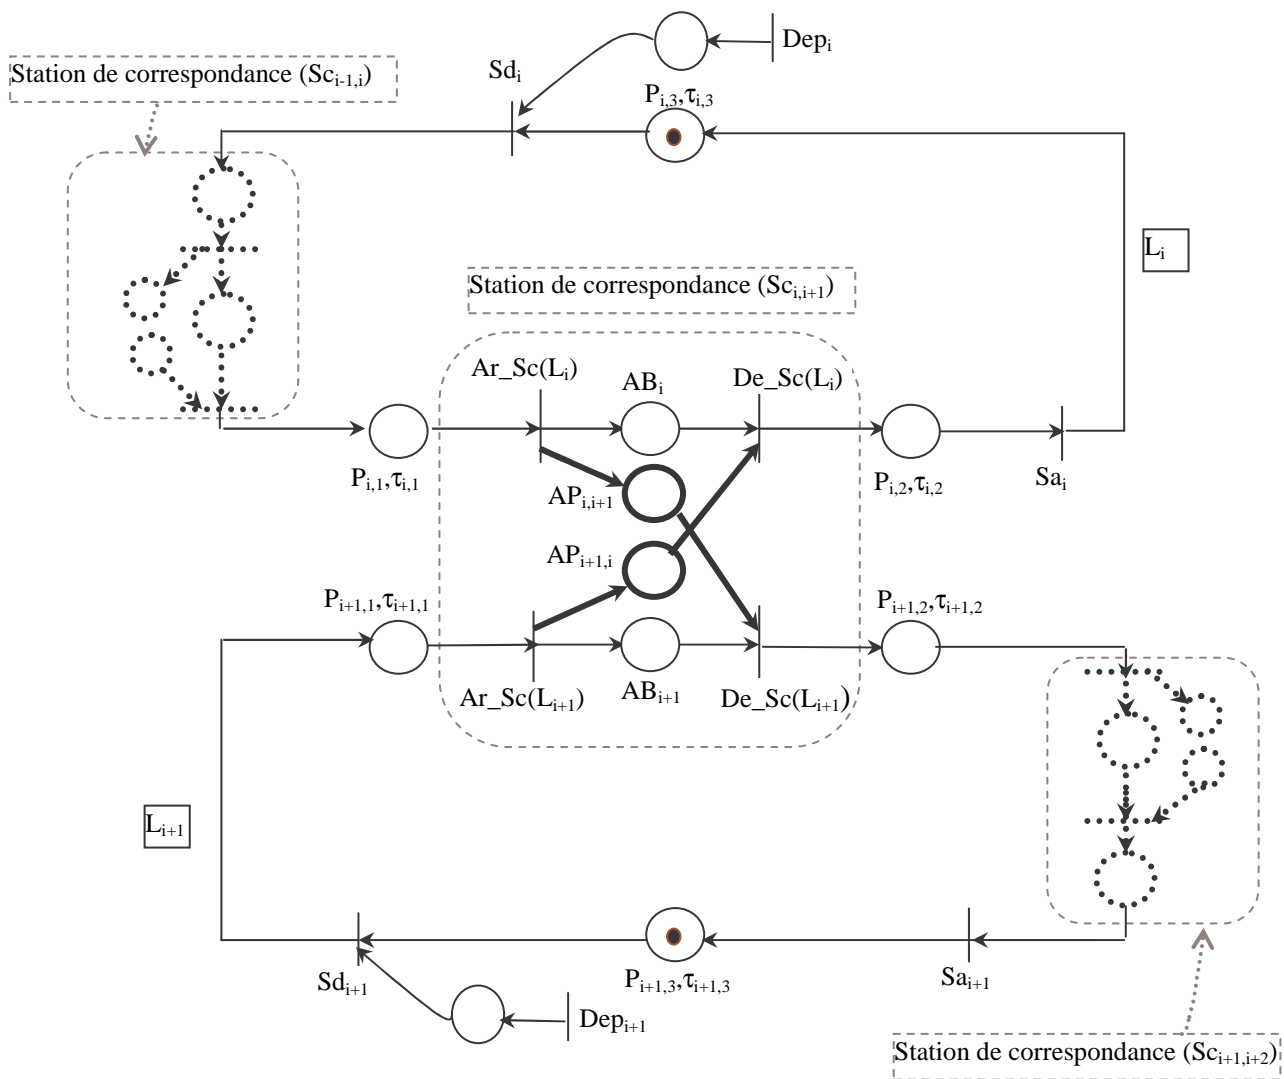 Dep_i
Station de correspondance (Sc_{i-1,i})
Sd_i
P_{i,3},τ_{i,3}
L_i
Station de correspondance (Sc_{i,i+1})
Ar_Sc(L_i)
AB_i
De_Sc(L_i)
P_{i,1},τ_{i,1}
AP_{i,i+1}
P_{i,2},τ_{i,2}
Sa_i
AP_{i+1,i}
P_{i+1,1},τ_{i+1,1}
P_{i+1,2},τ_{i+1,2}
Ar_Sc(L_{i+1})
AB_{i+1}
De_Sc(L_{i+1})
L_{i+1}
Sd_{i+1}
P_{i+1,3},τ_{i+1,3}
Sa_{i+1}
Dep_{i+1}
Station de correspondance (Sc_{i+1,i+2})